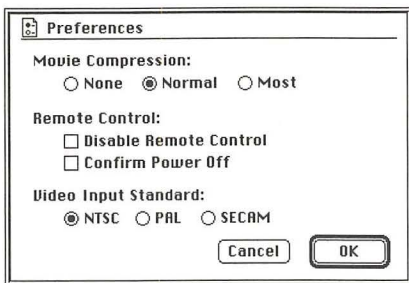 Preferences
Movie Compression:
None Normal Most
Remote Control:
Disable Remote Control
Confirm Power Off
Video Input Standard:
NTSC PAL SECAM
Cancel OK